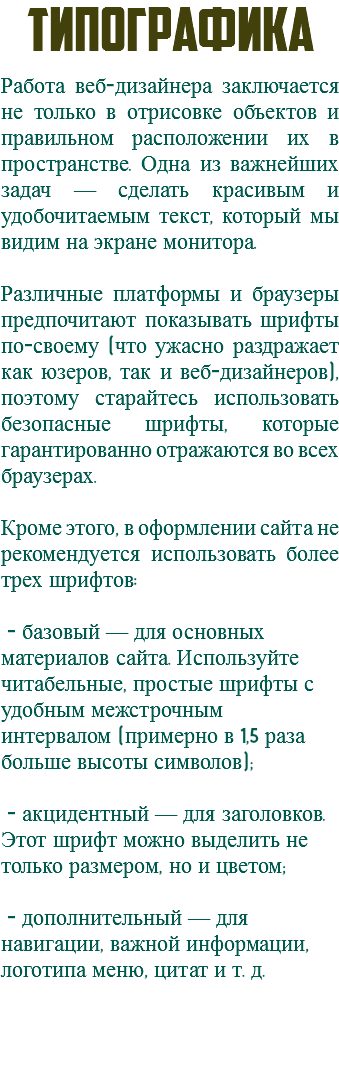 ТИПОГРАФИКА
Работа веб-дизайнера заключается
не только в отрисовке объектов и
правильном расположении их в
пространстве. Одна из важнейших
задач — сделать красивым и
удобочитаемым текст, который мы
видим на экране монитора.
Различные платформы и браузеры
предпочитают показывать шрифты
по-своему (что ужасно раздражает
как юзеров, так и веб-дизайнеров),
поэтому старайтесь использовать
безопасные шрифты, которые
гарантированно отражаются во всех
браузерах.
Кроме этого, в оформлении сайта не
рекомендуется использовать более
трех шрифтов:
- базовый — для основных
материалов сайта. Используйте
читабельные, простые шрифты с
удобным межстрочным
интервалом (примерно в 1,5 раза
больше высоты символов);
- акцидентный — для заголовков.
Этот шрифт можно выделить не
только размером, но и цветом;
- дополнительный — для
навигации, важной информации,
логотипа меню, цитат и т. д.